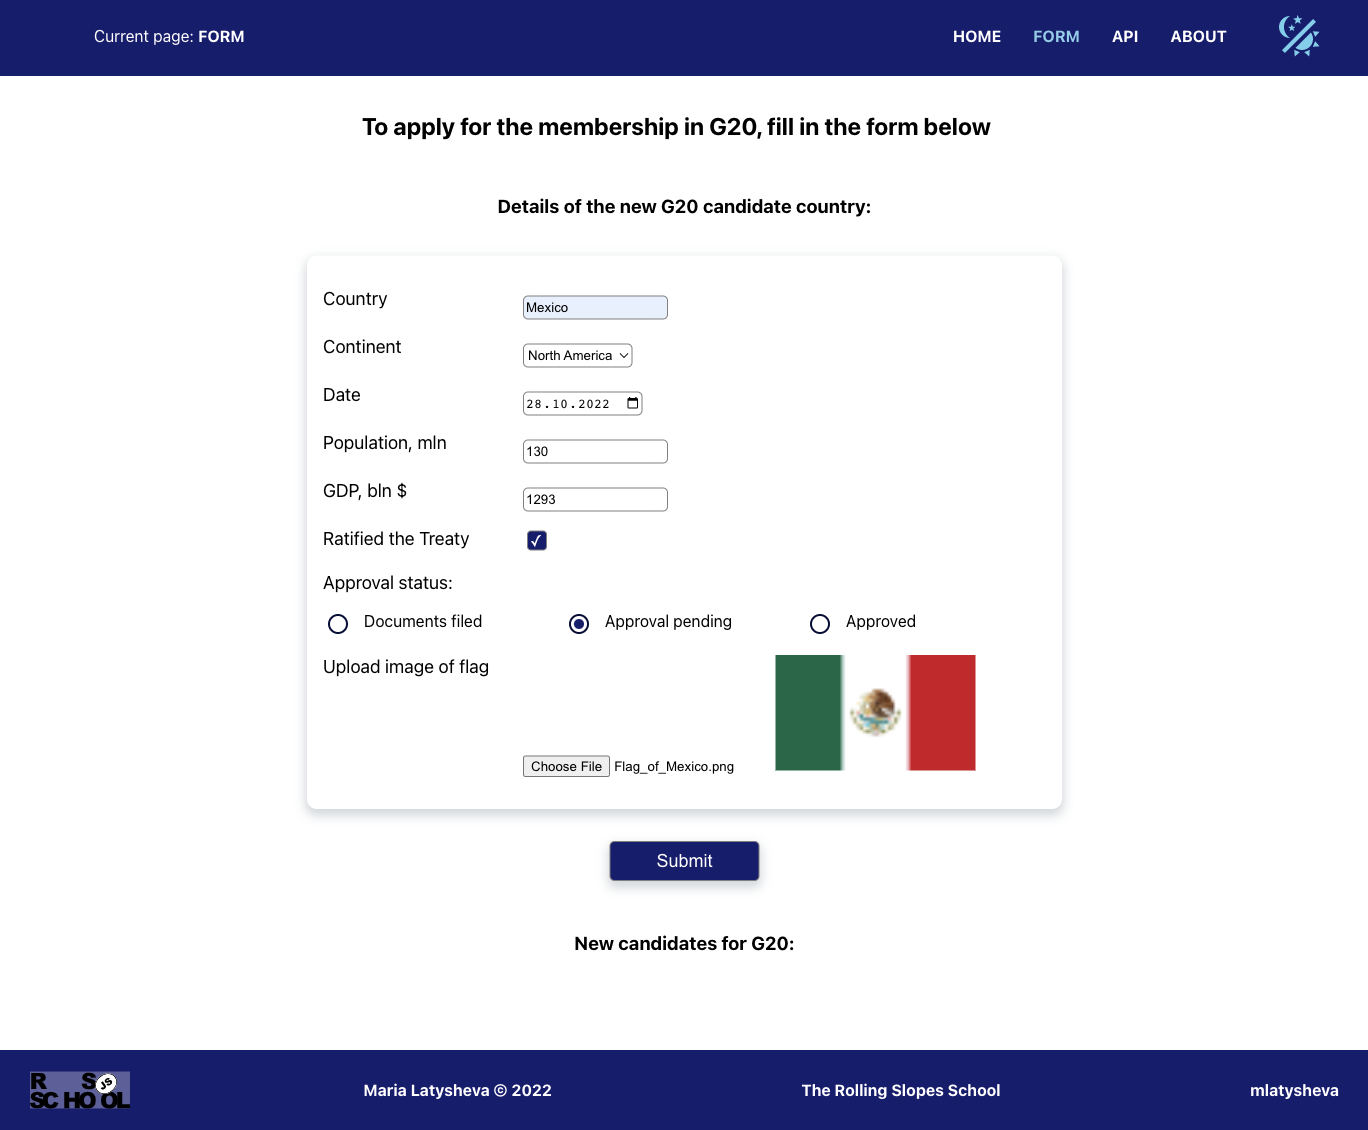 Current page: FORM
HOME FORM API ABOUT
To apply for the membership in G20, fill in the form below
Details of the new G20 candidate country:
Country Mexico
Continent North America
Date 28.10.2022
Population, mln 130
GDP, bln $ 1293
Ratified the Treaty
Approval status:
Documents filed Approval pending Approved
Upload image of flag
Choose File Flag_of_Mexico.png
Submit
New candidates for G20:
RS JS
SCHOOL
Maria Latysheva © 2022
The Rolling Slopes School
mlatysheva